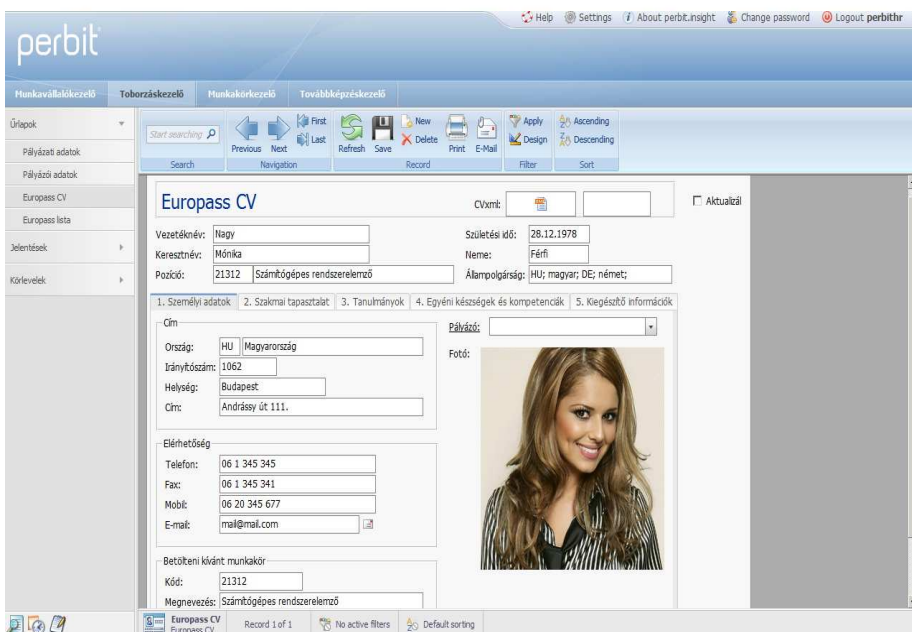 Help Settings About perbit.insight Change password Logout perbithr
perbit
Munkavállalókezelő Toborzáskezelő Munkakörkezelő Továbbképzéskezelő
Űrlapok
Pályázati adatok
Pályázói adatok
Europass CV
Europass lista
Jelentések
Körlevelek
Start searching
Search
Previous Next First Last
Navigation
Refresh Save New Delete Print E-Mail
Record
Apply Design
Filter
Ascending Descending
Sort
Europass CV
CVxml:
Aktualizál
Vezetéknév: Nagy
Születési idő: 28.12.1978
Keresztnév: Mónika
Neme: Férfi
Pozíció: 21312 Számítógépes rendszerelemző
Állampolgárság: HU; magyar; DE; német;
1. Személyi adatok 2. Szakmai tapasztalat 3. Tanulmányok 4. Egyéni készségek és kompetenciák 5. Kiegészítő információk
Cím
Ország: HU Magyarország
Irányítószám: 1062
Helység: Budapest
Cím: Andrássy út 111.
Pályázó:
Fotó:
Elérhetőség
Telefon: 06 1 345 345
Fax: 06 1 345 341
Mobil: 06 20 345 677
E-mail: mail@mail.com
Betölteni kívánt munkakör
Kód: 21312
Megnevezés: Számítógépes rendszerelemző
Europass CV
Europass CV
Record 1 of 1 No active filters Default sorting